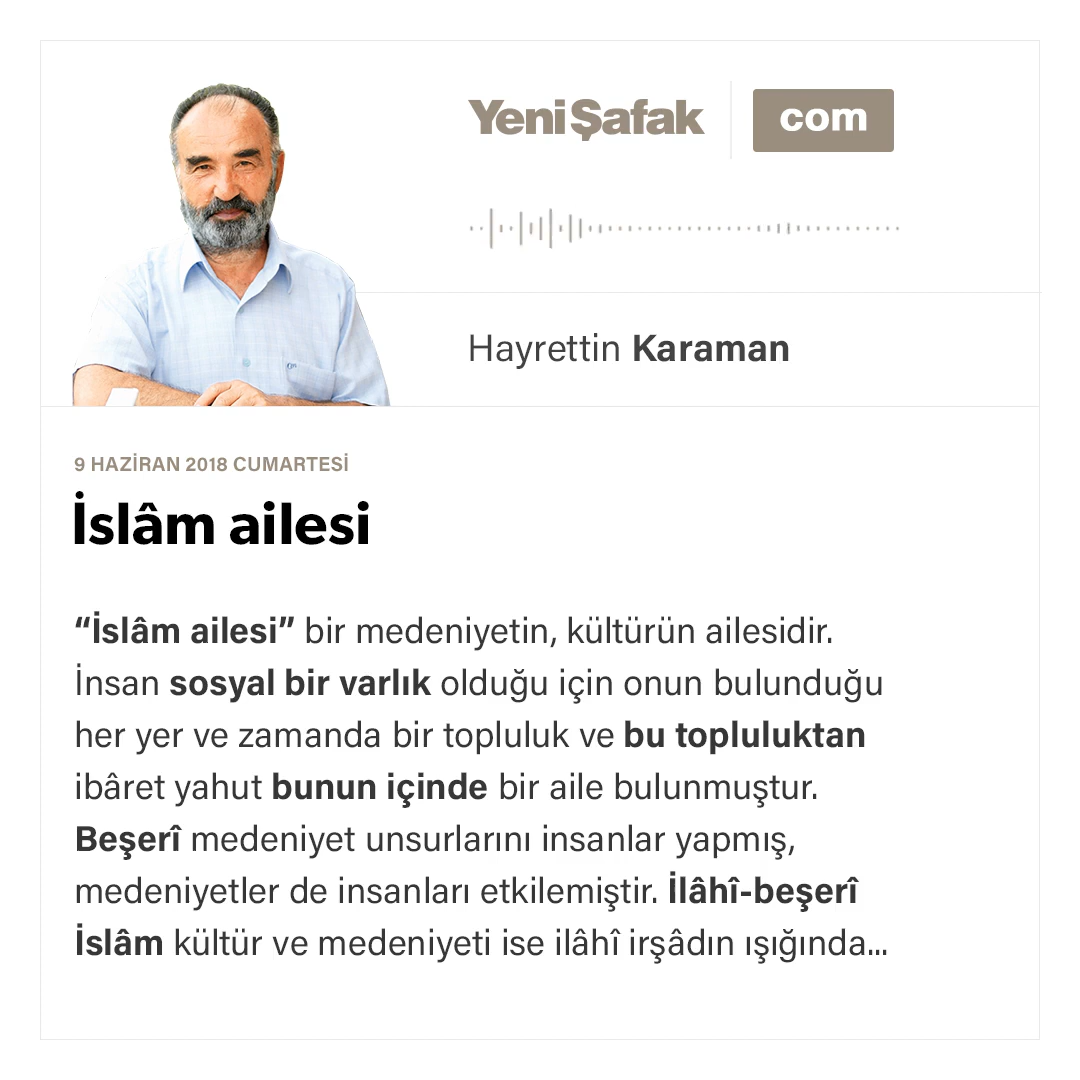 YeniŞafak
com
Hayrettin Karaman
9 HAZİRAN 2018 CUMARTESİ
İslâm ailesi
“İslâm ailesi” bir medeniyetin, kültürün ailesidir.
İnsan sosyal bir varlık olduğu için onun bulunduğu
her yer ve zamanda bir topluluk ve bu topluluktan
ibâret yahut bunun içinde bir aile bulunmuştur.
Beşerî medeniyet unsurlarını insanlar yapmış,
medeniyetler de insanları etkilemiştir. İlâhî-beşerî
İslâm kültür ve medeniyeti ise ilâhî irşâdın ışığında...